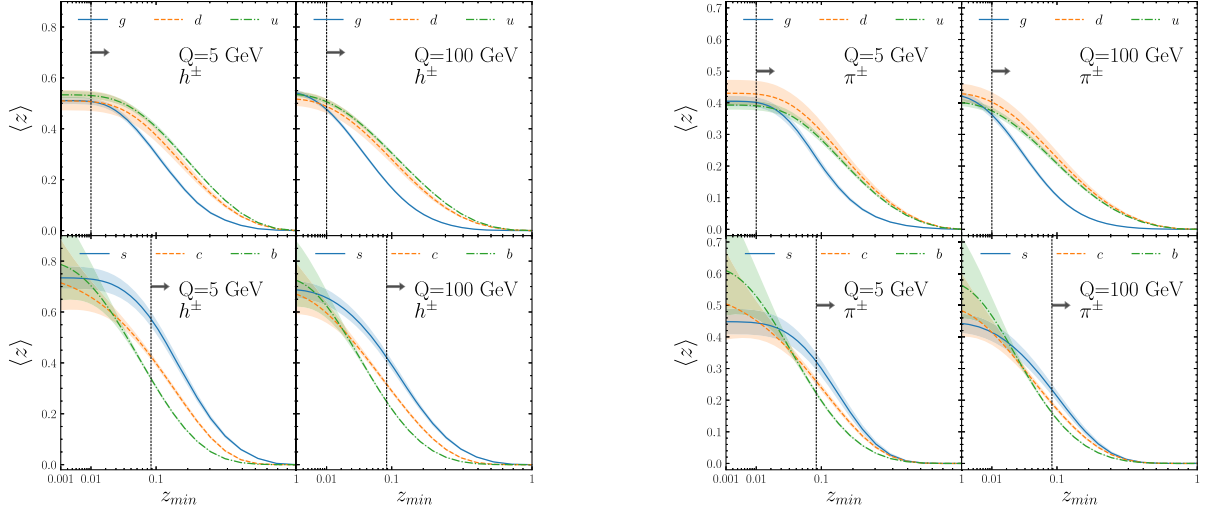 g d u
Q=5 GeV
h±
⟨z⟩
0.0
0.2
0.4
0.6
0.8
g d u
Q=100 GeV
h±
s c b
Q=5 GeV
h±
⟨z⟩
0.0
0.2
0.4
0.6
0.8
0.001 0.01 0.1 1
z_min
s c b
Q=100 GeV
h±
0.01 0.1 1
z_min
g d u
Q=5 GeV
π±
⟨z⟩
0.0
0.1
0.2
0.3
0.4
0.5
0.6
0.7
g d u
Q=100 GeV
π±
s c b
Q=5 GeV
π±
⟨z⟩
0.0
0.1
0.2
0.3
0.4
0.5
0.6
0.7
0.001 0.01 0.1
z_min
s c b
Q=100 GeV
π±
0.01 0.1 1
z_min